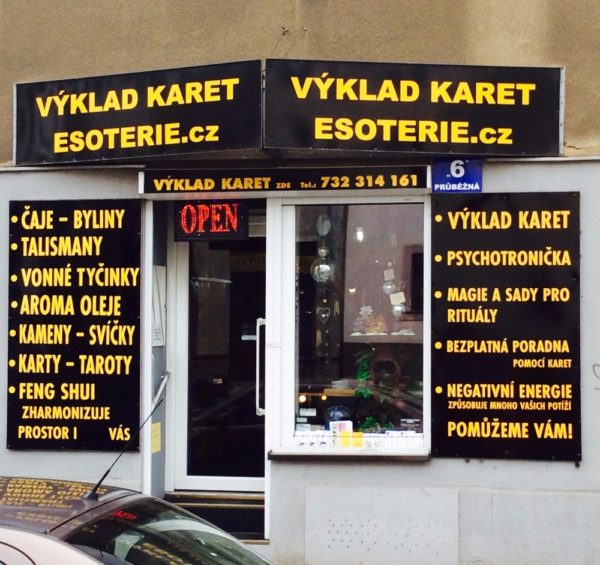 VÝKLAD KARET
ESOTERIE.cz
VÝKLAD KARET
ESOTERIE.cz
VÝKLAD KARET ZDE Tel.: 732 314 161
6
PRŮBĚŽNÁ
OPEN
• ČAJE – BYLINY
• TALISMANY
• VONNÉ TYČINKY
• AROMA OLEJE
• KAMENY – SVÍČKY
• KARTY – TAROTY
• FENG SHUI
ZHARMONIZUJE
PROSTOR I VÁS
• VÝKLAD KARET
• PSYCHOTRONIČKA
• MAGIE A SADY PRO
RITUÁLY
• BEZPLATNÁ PORADNA
POMOCÍ KARET
• NEGATIVNÍ ENERGIE
ZPŮSOBUJE MNOHO VAŠICH POTÍŽÍ
POMŮŽEME VÁM!